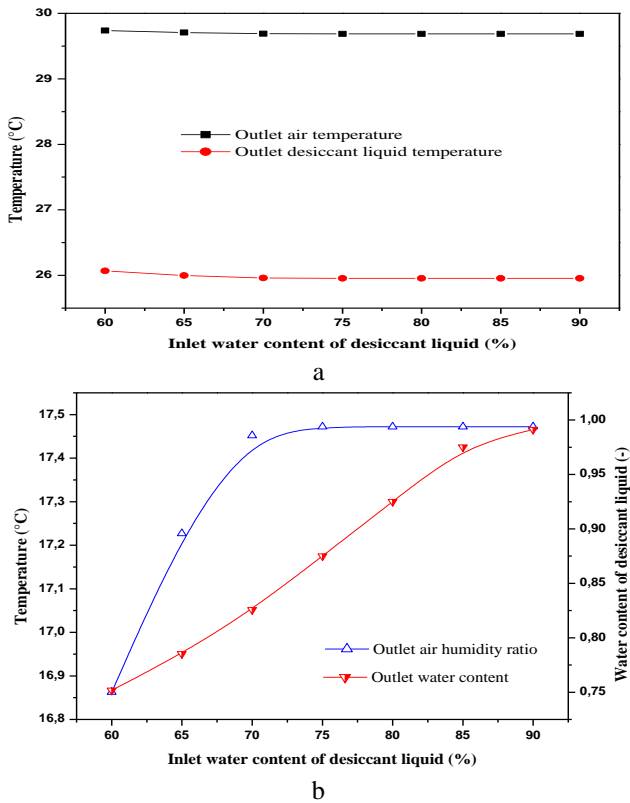 30
29
28
27
26
Temperature (°C)
Outlet air temperature
Outlet desiccant liquid temperature
60 65 70 75 80 85 90
Inlet water content of desiccant liquid (%)
a
17,5
17,4
17,3
17,2
17,1
17,0
16,9
16,8
Temperature (°C)
1,00
0,95
0,90
0,85
0,80
0,75
Water content of desiccant liquid (-)
Outlet air humidity ratio
Outlet water content
60 65 70 75 80 85 90
Inlet water content of desiccant liquid (%)
b